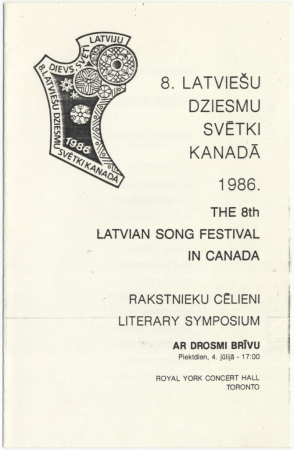 DIEVS SVĒTĪ LATVIJU
8. LATVIEŠU DZIESMU
SVĒTKI KANADĀ
1986
8. LATVIEŠU
DZIESMU
SVĒTKI
KANADĀ
1986.
THE 8th
LATVIAN SONG FESTIVAL
IN CANADA
RAKSTNIEKU CĒLIENI
LITERARY SYMPOSIUM
AR DROSMI BRĪVU
Piektdien, 4. jūlijā - 17:00
ROYAL YORK CONCERT HALL
TORONTO